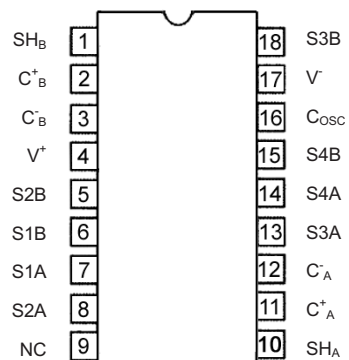 SHB 1 18 S3B
C+B 2 17 V-
C-B 3 16 COSC
V+ 4 15 S4B
S2B 5 14 S4A
S1B 6 13 S3A
S1A 7 12 C-A
S2A 8 11 C+A
NC 9 10 SHA